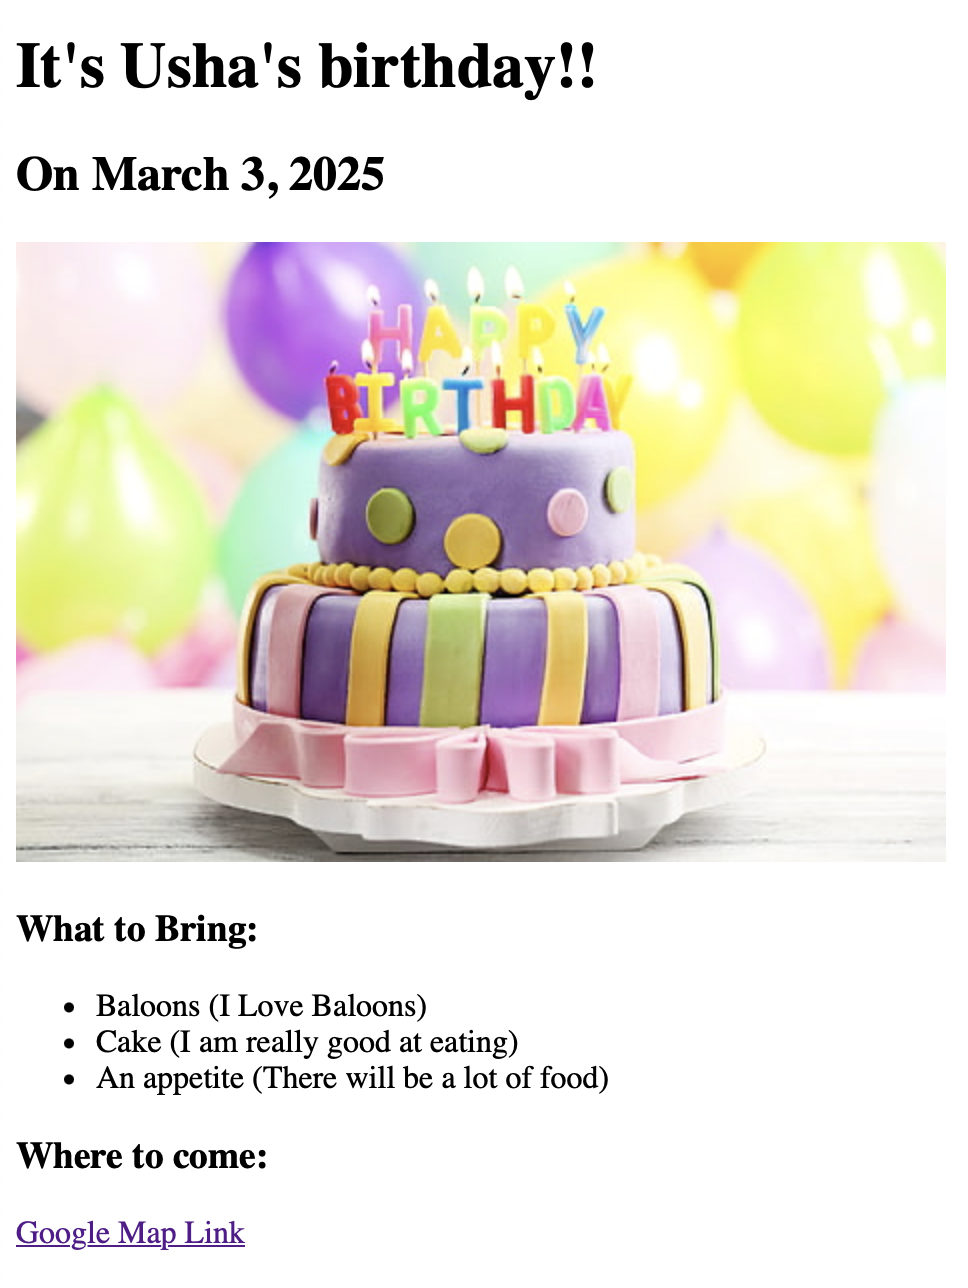 It's Usha's birthday!!
On March 3, 2025
HAPPY
BIRTHDAY
What to Bring:
Baloons (I Love Baloons)
Cake (I am really good at eating)
An appetite (There will be a lot of food)
Where to come:
Google Map Link